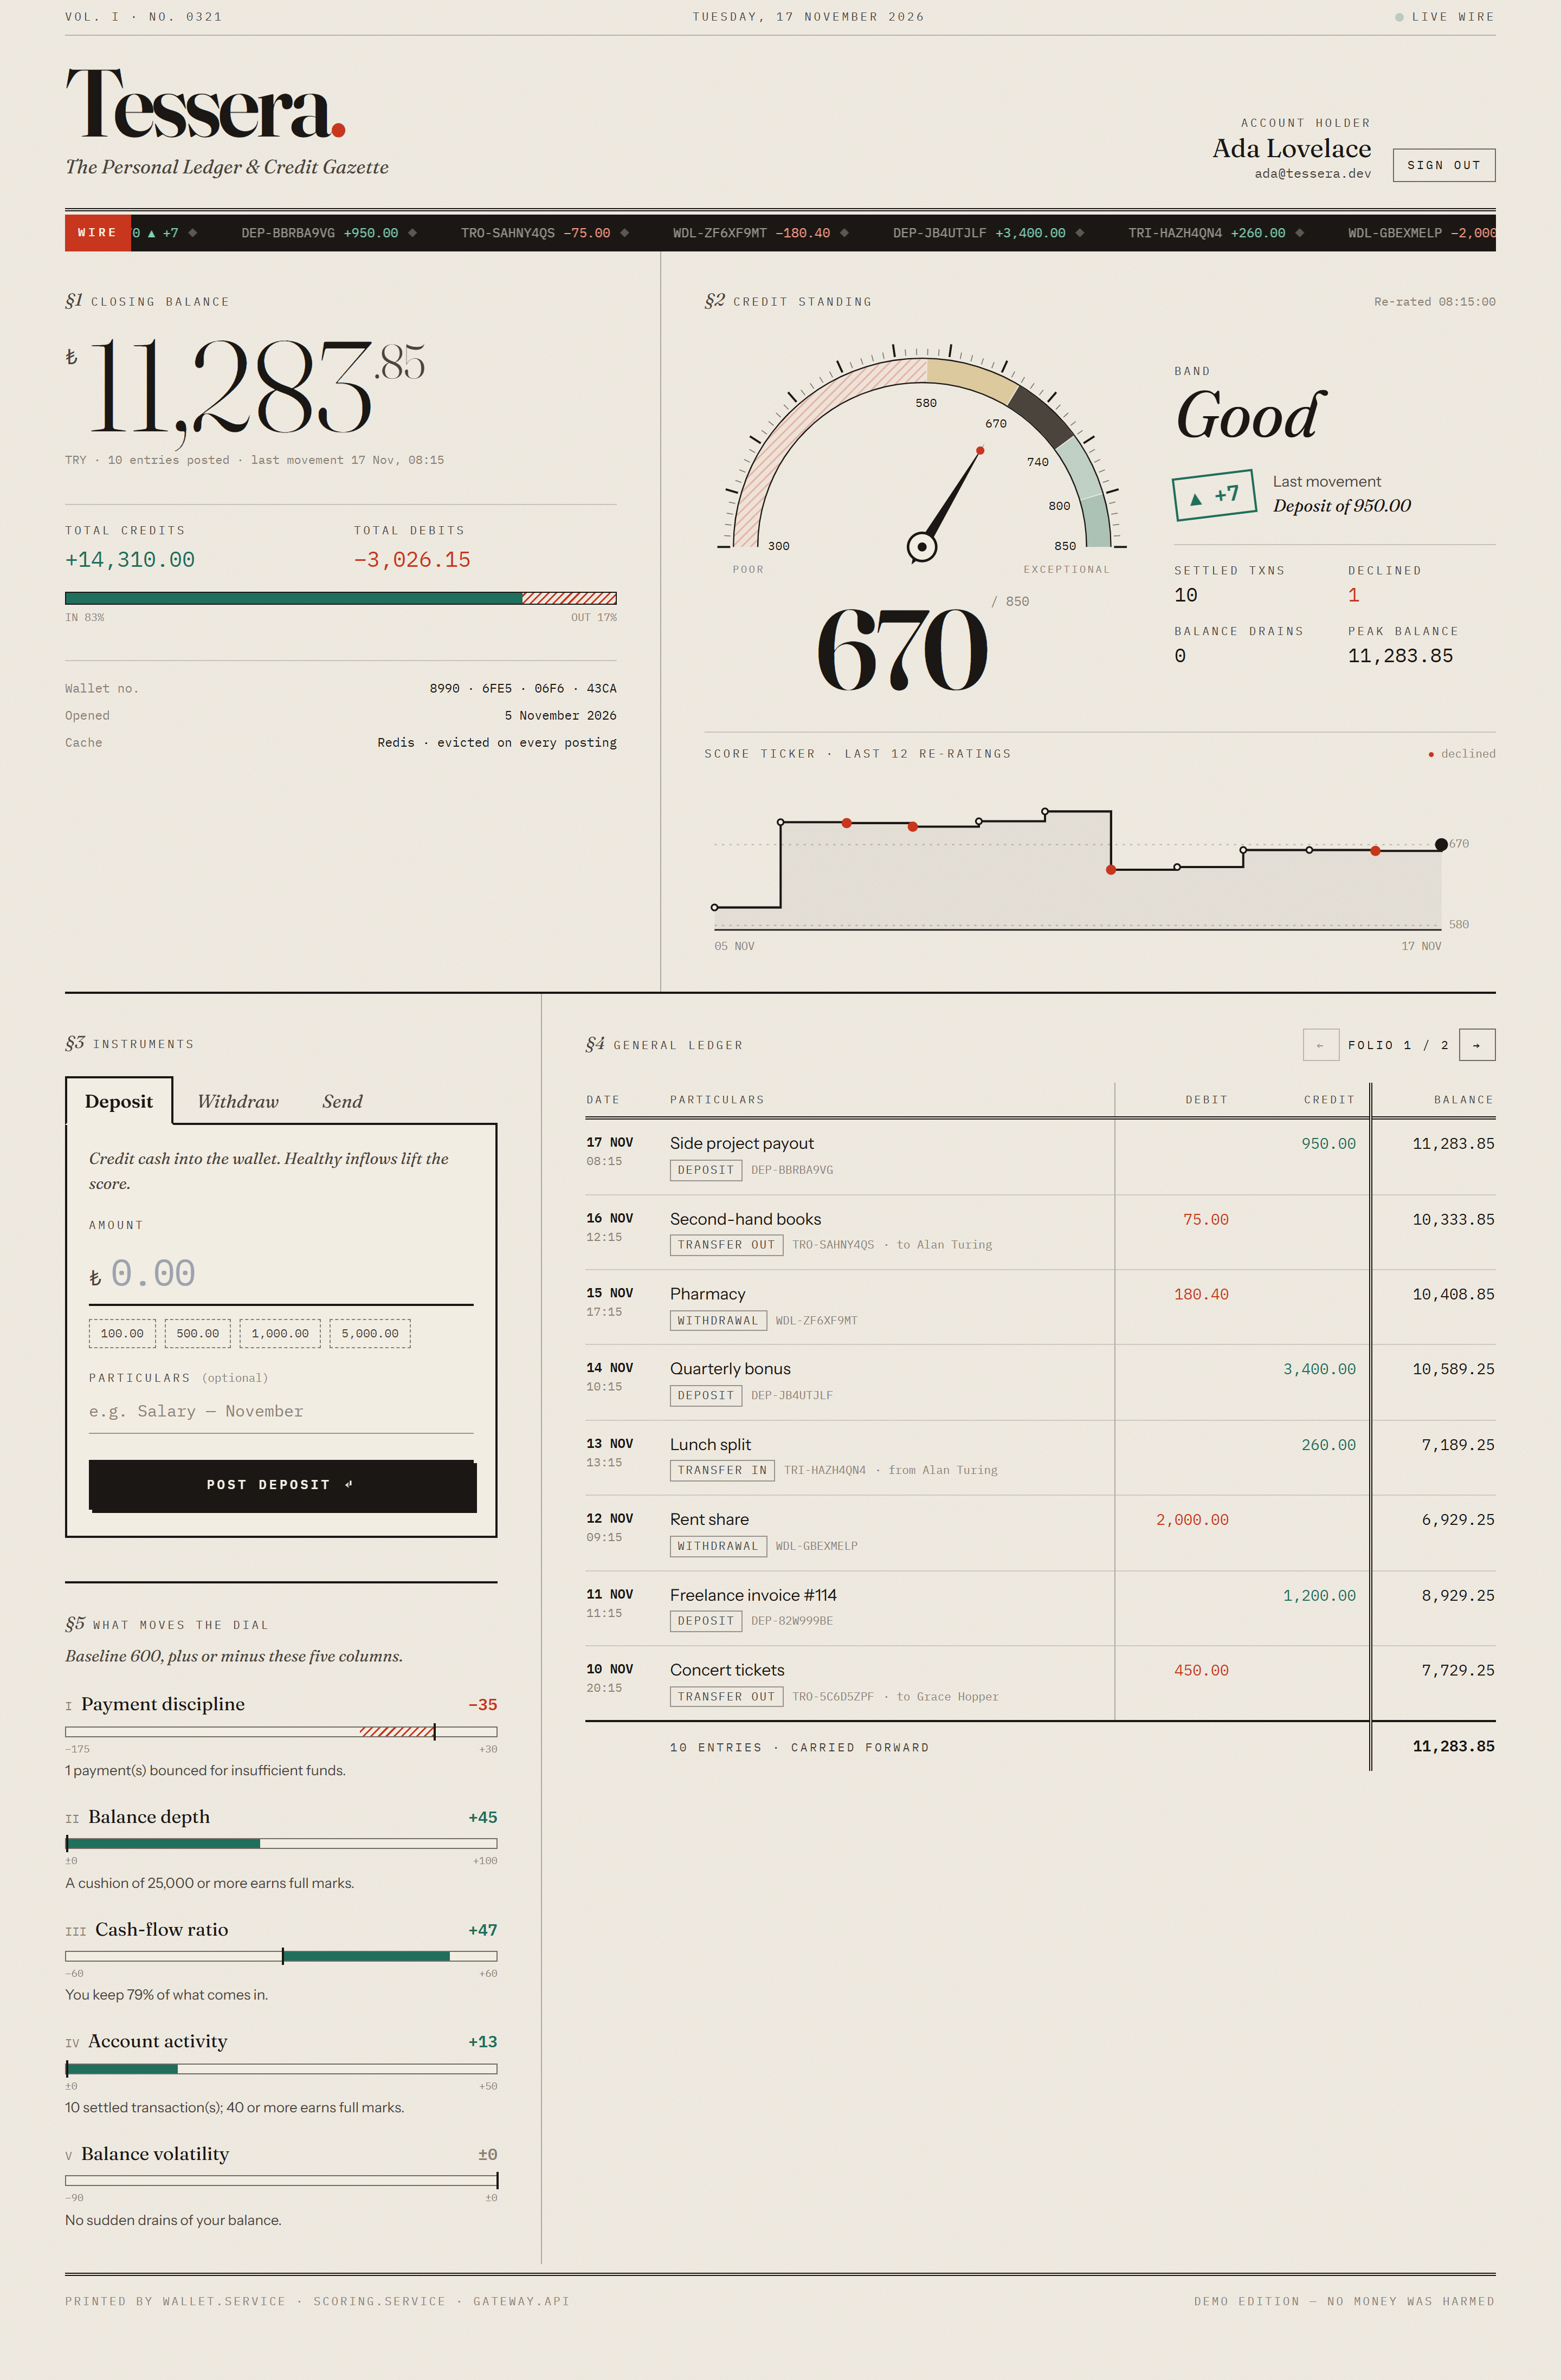 VOL. I · NO. 0321
TUESDAY, 17 NOVEMBER 2026
LIVE WIRE
Tessera.
The Personal Ledger & Credit Gazette
ACCOUNT HOLDER
Ada Lovelace
ada@tessera.dev
SIGN OUT
WIRE
0 ▲ +7 ◆ DEP-BBRBA9VG +950.00 ◆ TRO-SAHNY4QS −75.00 ◆ WDL-ZF6XF9MT −180.40 ◆ DEP-JB4UTJLF +3,400.00 ◆ TRI-HAZH4QN4 +260.00 ◆ WDL-GBEXMELP −2,000
§1 CLOSING BALANCE
₺ 11,283.85
TRY · 10 entries posted · last movement 17 Nov, 08:15
TOTAL CREDITS
+14,310.00
TOTAL DEBITS
−3,026.15
IN 83%
OUT 17%
Wallet no. 8990 · 6FE5 · 06F6 · 43CA
Opened 5 November 2026
Cache Redis · evicted on every posting
§2 CREDIT STANDING
Re-rated 08:15:00
300
580
670
740
800
850
POOR
EXCEPTIONAL
670 / 850
BAND
Good
▲ +7
Last movement
Deposit of 950.00
SETTLED TXNS
10
DECLINED
1
BALANCE DRAINS
0
PEAK BALANCE
11,283.85
SCORE TICKER · LAST 12 RE-RATINGS
● declined
670
580
05 NOV
17 NOV
§3 INSTRUMENTS
Deposit
Withdraw
Send
Credit cash into the wallet. Healthy inflows lift the
score.
AMOUNT
₺ 0.00
100.00
500.00
1,000.00
5,000.00
PARTICULARS (optional)
e.g. Salary — November
POST DEPOSIT ↵
§5 WHAT MOVES THE DIAL
Baseline 600, plus or minus these five columns.
I Payment discipline −35
−175 +30
1 payment(s) bounced for insufficient funds.
II Balance depth +45
±0 +100
A cushion of 25,000 or more earns full marks.
III Cash-flow ratio +47
−60 +60
You keep 79% of what comes in.
IV Account activity +13
±0 +50
10 settled transaction(s); 40 or more earns full marks.
V Balance volatility ±0
−90 ±0
No sudden drains of your balance.
§4 GENERAL LEDGER
← FOLIO 1 / 2 →
DATE PARTICULARS DEBIT CREDIT BALANCE
17 NOV Side project payout 950.00 11,283.85
08:15 DEPOSIT DEP-BBRBA9VG
16 NOV Second-hand books 75.00 10,333.85
12:15 TRANSFER OUT TRO-SAHNY4QS · to Alan Turing
15 NOV Pharmacy 180.40 10,408.85
17:15 WITHDRAWAL WDL-ZF6XF9MT
14 NOV Quarterly bonus 3,400.00 10,589.25
10:15 DEPOSIT DEP-JB4UTJLF
13 NOV Lunch split 260.00 7,189.25
13:15 TRANSFER IN TRI-HAZH4QN4 · from Alan Turing
12 NOV Rent share 2,000.00 6,929.25
09:15 WITHDRAWAL WDL-GBEXMELP
11 NOV Freelance invoice #114 1,200.00 8,929.25
11:15 DEPOSIT DEP-82W999BE
10 NOV Concert tickets 450.00 7,729.25
20:15 TRANSFER OUT TRO-5C6D5ZPF · to Grace Hopper
10 ENTRIES · CARRIED FORWARD 11,283.85
PRINTED BY WALLET.SERVICE · SCORING.SERVICE · GATEWAY.API
DEMO EDITION — NO MONEY WAS HARMED